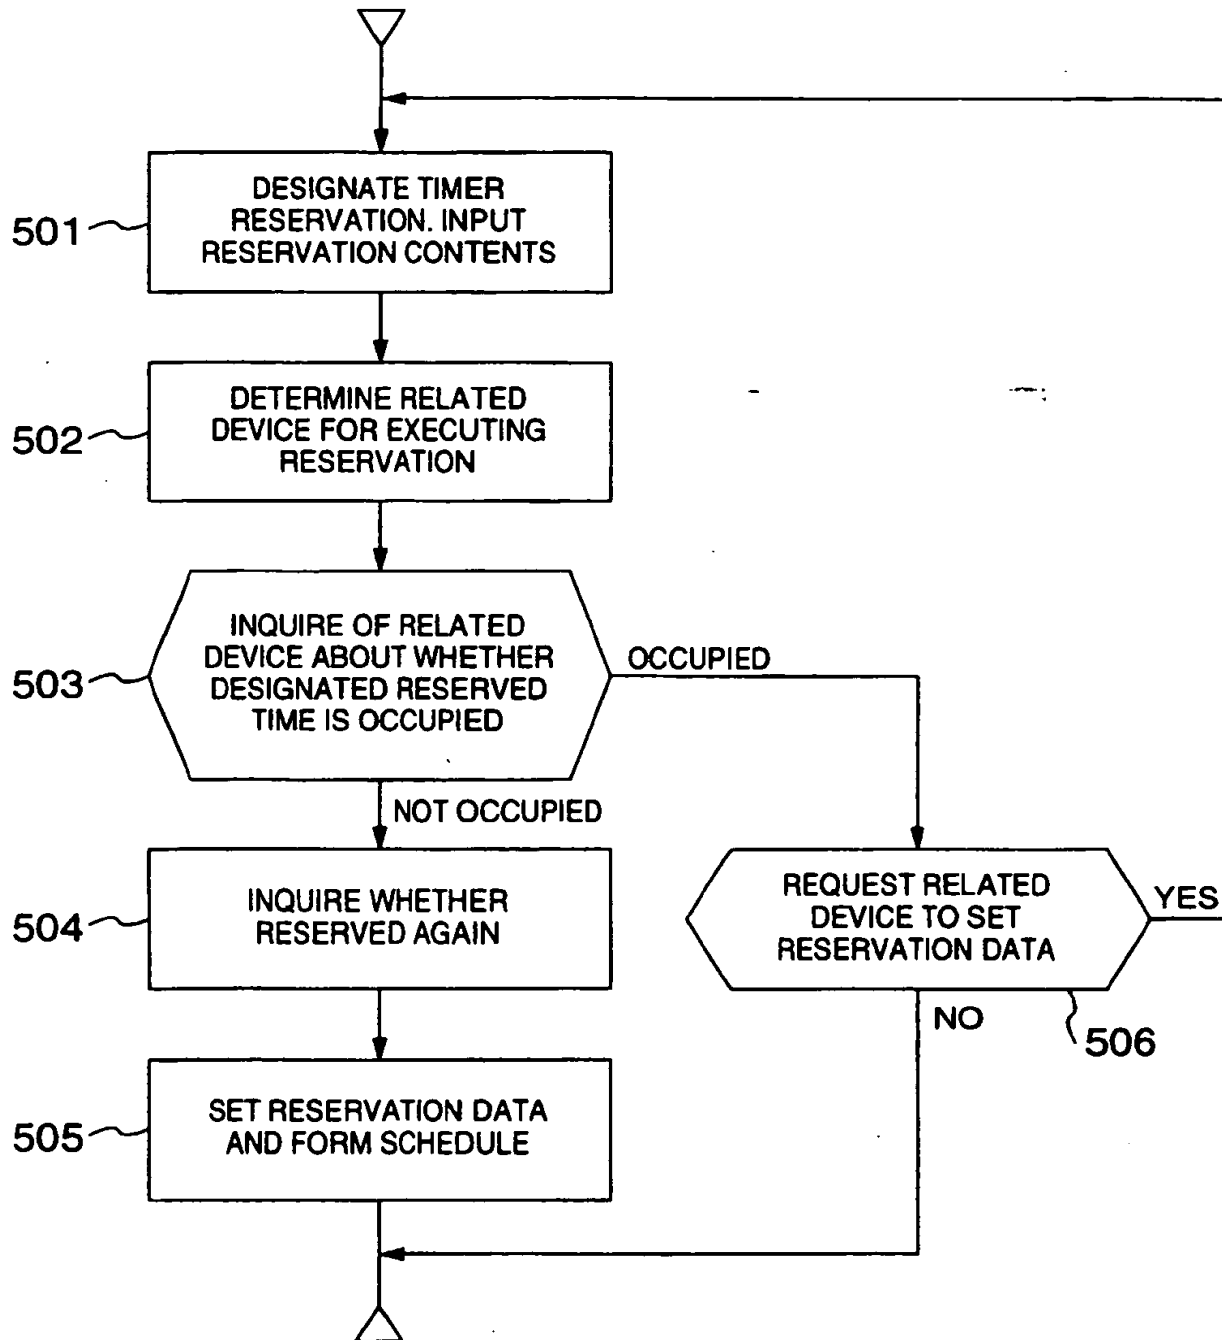 DESIGNATE TIMER
RESERVATION. INPUT
RESERVATION CONTENTS
501
DETERMINE RELATED
DEVICE FOR EXECUTING
RESERVATION
502
INQUIRE OF RELATED
DEVICE ABOUT WHETHER
DESIGNATED RESERVED
TIME IS OCCUPIED
503
OCCUPIED
NOT OCCUPIED
INQUIRE WHETHER
RESERVED AGAIN
504
REQUEST RELATED
DEVICE TO SET
RESERVATION DATA
YES
NO
506
SET RESERVATION DATA
AND FORM SCHEDULE
505